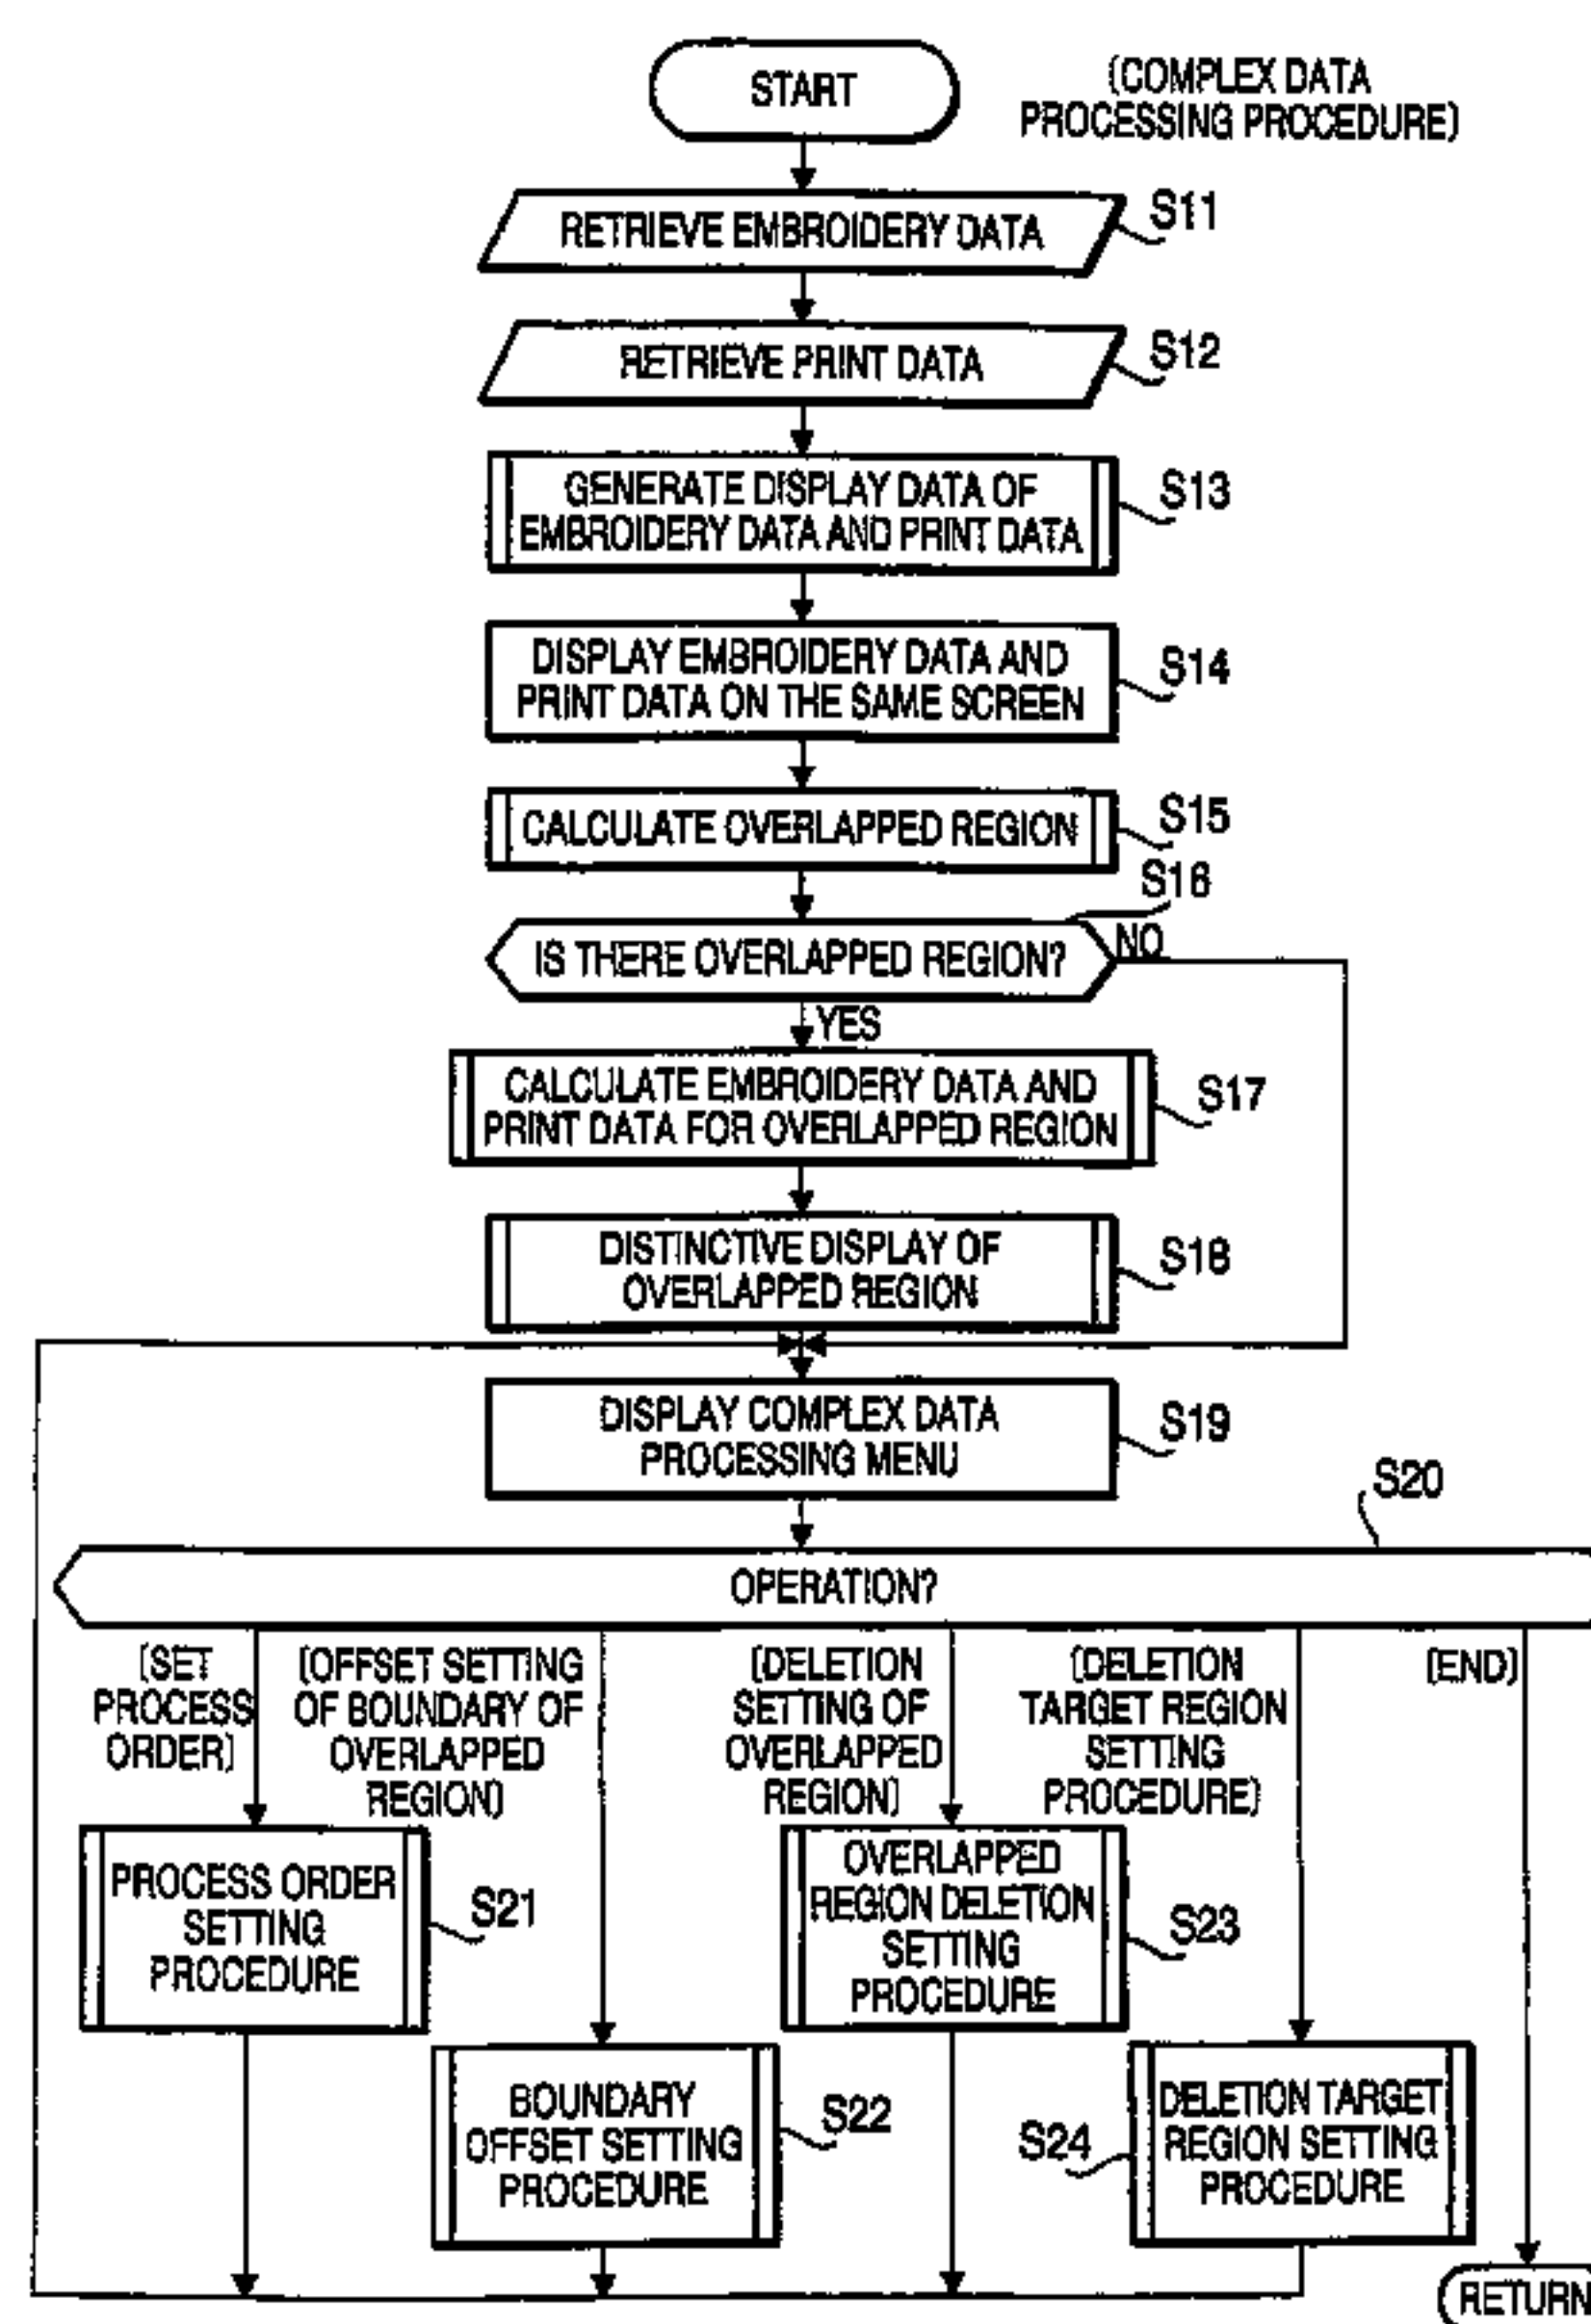 START
(COMPLEX DATA
PROCESSING PROCEDURE)
RETRIEVE EMBROIDERY DATA
S11
RETRIEVE PRINT DATA
S12
GENERATE DISPLAY DATA OF
EMBROIDERY DATA AND PRINT DATA
S13
DISPLAY EMBROIDERY DATA AND
PRINT DATA ON THE SAME SCREEN
S14
CALCULATE OVERLAPPED REGION
S15
S16
IS THERE OVERLAPPED REGION?
NO
YES
CALCULATE EMBROIDERY DATA AND
PRINT DATA FOR OVERLAPPED REGION
S17
DISTINCTIVE DISPLAY OF
OVERLAPPED REGION
S18
DISPLAY COMPLEX DATA
PROCESSING MENU
S19
S20
OPERATION?
(SET
PROCESS
ORDER)
(OFFSET SETTING
OF BOUNDARY OF
OVERLAPPED
REGION)
(DELETION
SETTING OF
OVERLAPPED
REGION)
(DELETION
TARGET REGION
SETTING
PROCEDURE)
(END)
PROCESS ORDER
SETTING
PROCEDURE
S21
OVERLAPPED
REGION DELETION
SETTING
PROCEDURE
S23
BOUNDARY
OFFSET SETTING
PROCEDURE
S22
S24
DELETION TARGET
REGION SETTING
PROCEDURE
RETURN